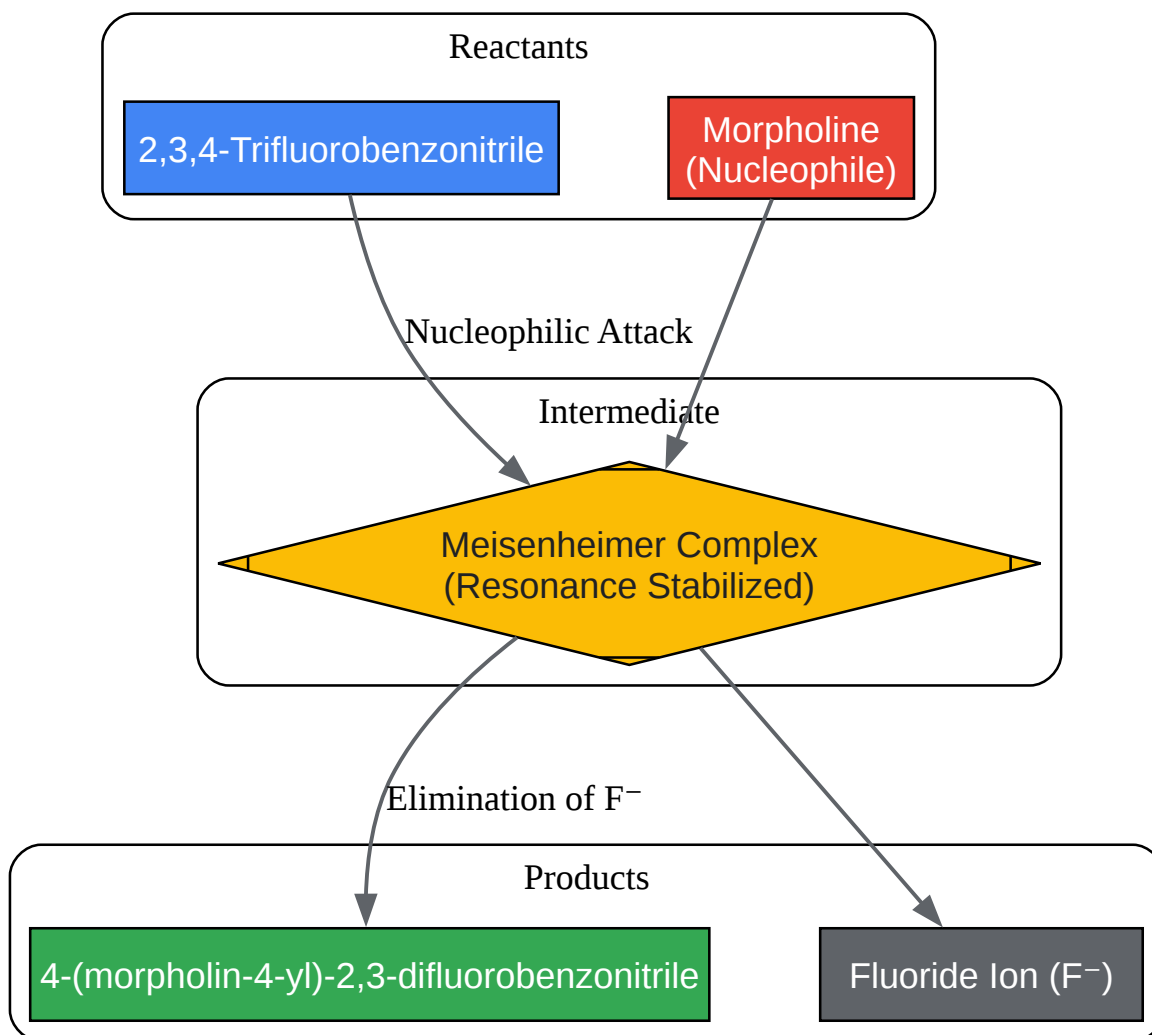 Reactants
2,3,4-Trifluorobenzonitrile
Morpholine
(Nucleophile)
Nucleophilic Attack
Intermediate
Meisenheimer Complex
(Resonance Stabilized)
Elimination of F⁻
Products
4-(morpholin-4-yl)-2,3-difluorobenzonitrile
Fluoride Ion (F⁻)